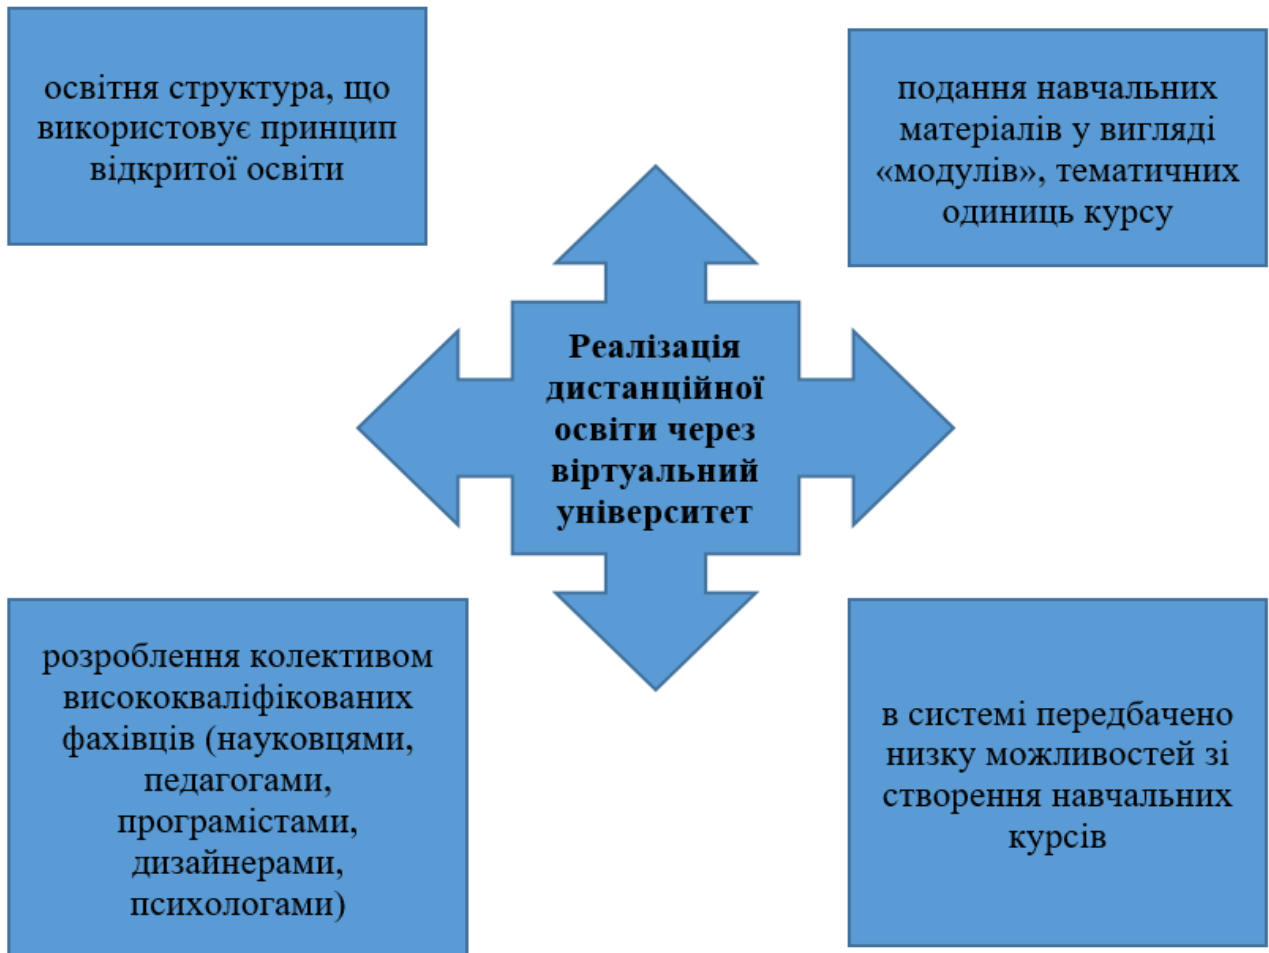 освітня структура, що
використовує принцип
відкритої освіти
подання навчальних
матеріалів у вигляді
«модулів», тематичних
одиниць курсу
Реалізація
дистанційної
освіти через
віртуальний
університет
розроблення колективом
висококваліфікованих
фахівців (науковцями,
педагогами,
програмістами,
дизайнерами,
психологами)
в системі передбачено
низку можливостей зі
створення навчальних
курсів